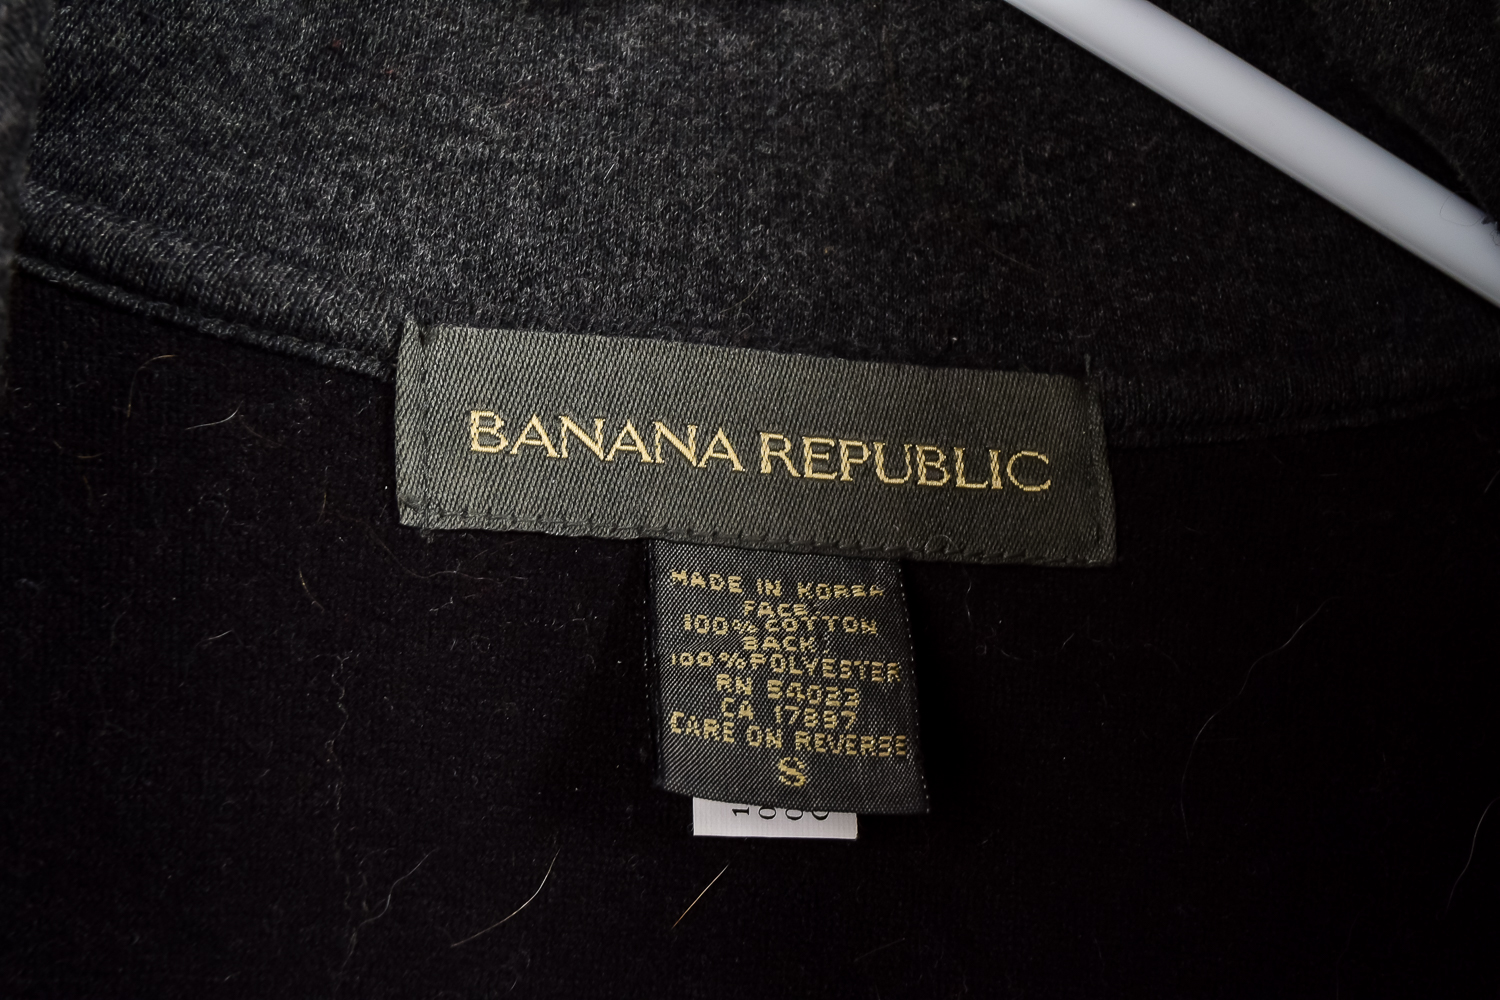 BANANA REPUBLIC
MADE IN KOREA
FACE:
100% COTTON
BACK:
100% POLYESTER
RN 54023
CA 17897
CARE ON REVERSE
S